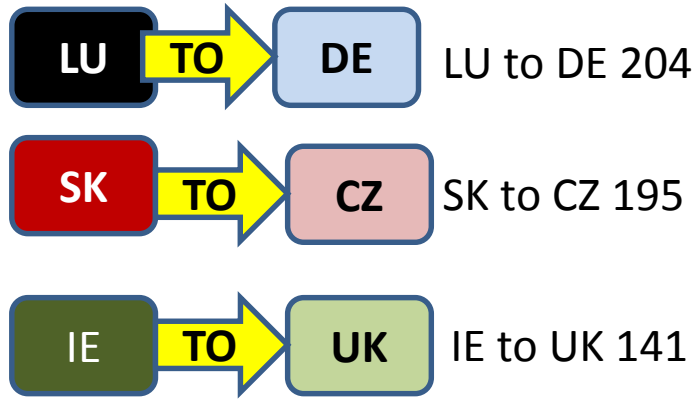 LU TO DE LU to DE 204
SK TO CZ SK to CZ 195
IE TO UK IE to UK 141